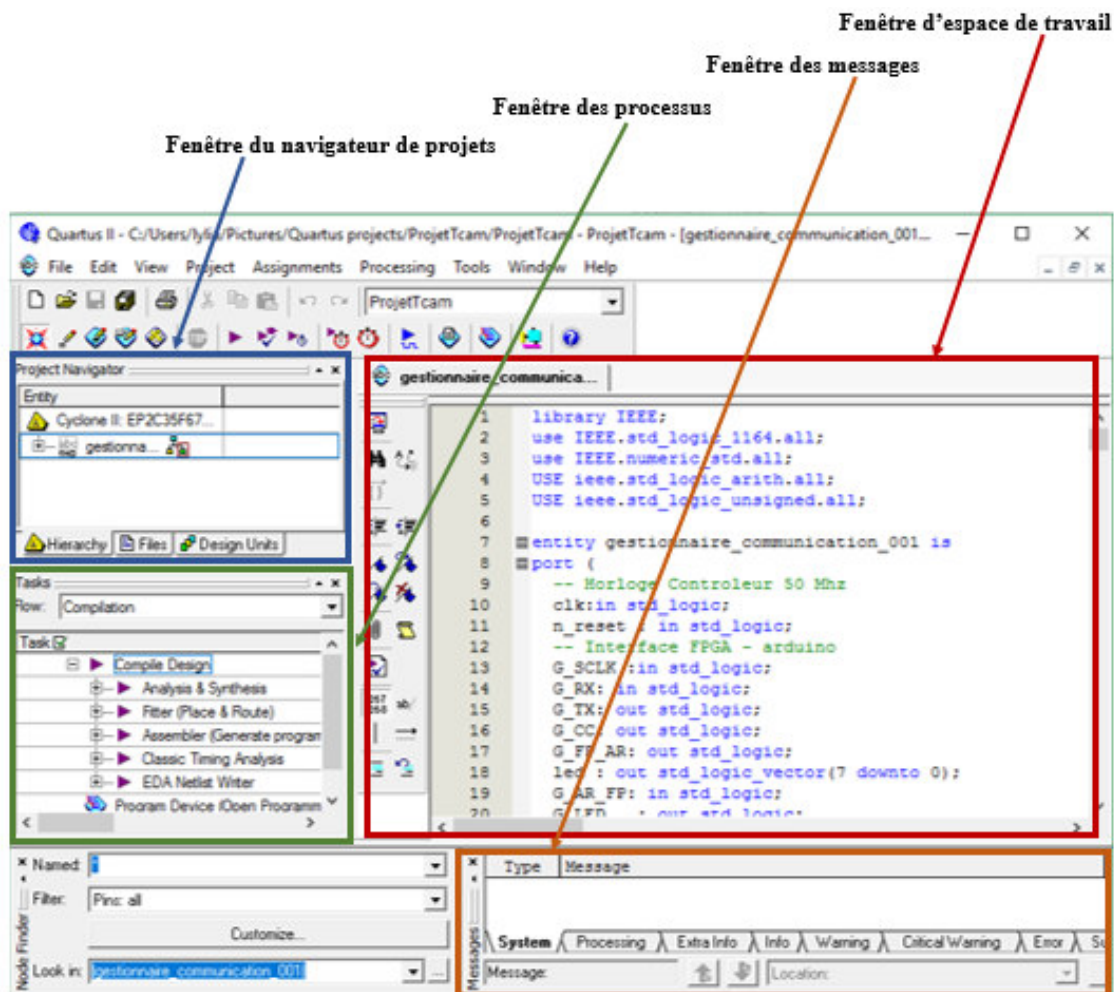 Fenêtre d'espace de travail
Fenêtre des messages
Fenêtre des processus
Fenêtre du navigateur de projets
Quartus II - C:/Users/lylia/Pictures/Quartus projects/ProjetTcam/ProjetTcam - ProjetTcam - [gestionnaire_communication_001...
File Edit View Project Assignments Processing Tools Window Help
ProjetTcam
Project Navigator
Entity
Cyclone II: EP2C35F67...
gestionna...
Hierarchy Files Design Units
Tasks
Flow: Compilation
Task
Compile Design
Analysis & Synthesis
Fitter (Place & Route)
Assembler (Generate program
Classic Timing Analysis
EDA Netlist Writer
Program Device (Open Programm
gestionnaire_communica...
267
268
ab/
1 library IEEE;
2 use IEEE.std_logic_1164.all;
3 use IEEE.numeric_std.all;
4 USE ieee.std_logic_arith.all;
5 USE ieee.std_logic_unsigned.all;
6
7 entity gestionnaire_communication_001 is
8 port (
9 -- Horloge Controleur 50 Mhz
10 clk:in std_logic;
11 n_reset : in std_logic;
12 -- Interface FPGA - arduino
13 G_SCLK :in std_logic;
14 G_RX: in std_logic;
15 G_TX: out std_logic;
16 G_CC: out std_logic;
17 G_FP_AR: out std_logic;
18 led : out std_logic_vector(7 downto 0);
19 G_AR_FP: in std_logic;
20 G_LED : out std_logic;
Node Finder
Named: *
Filter: Pins: all
Customize...
Look in: |gestionnaire_communication_001| ...
Messages
Type Message
System Processing Extra Info Info Warning Critical Warning Error Su
Message: Location: